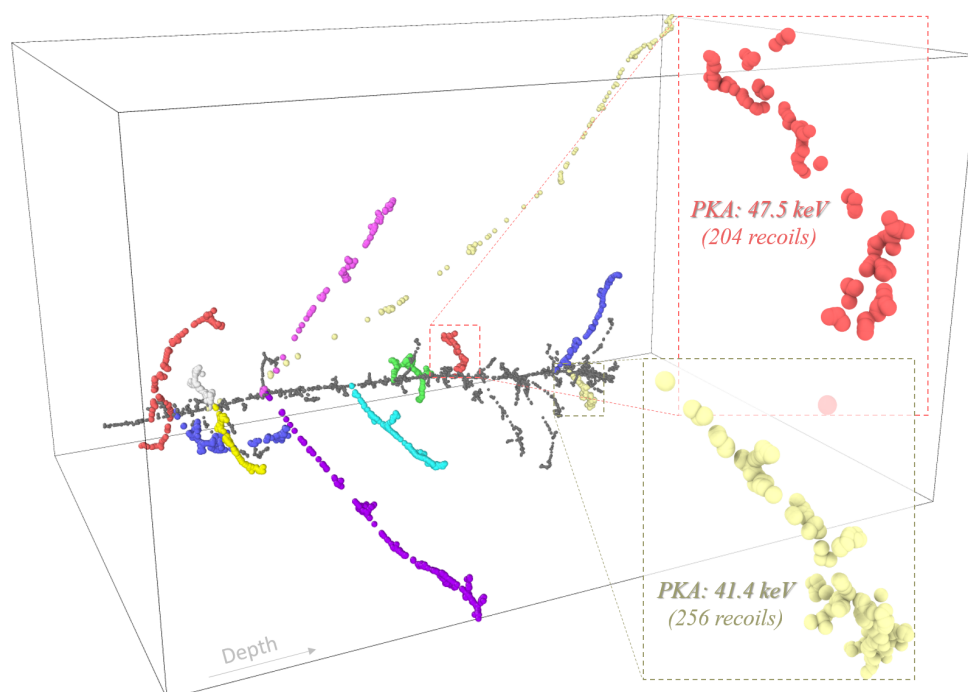 PKA: 47.5 keV
(204 recoils)
PKA: 41.4 keV
(256 recoils)
Depth